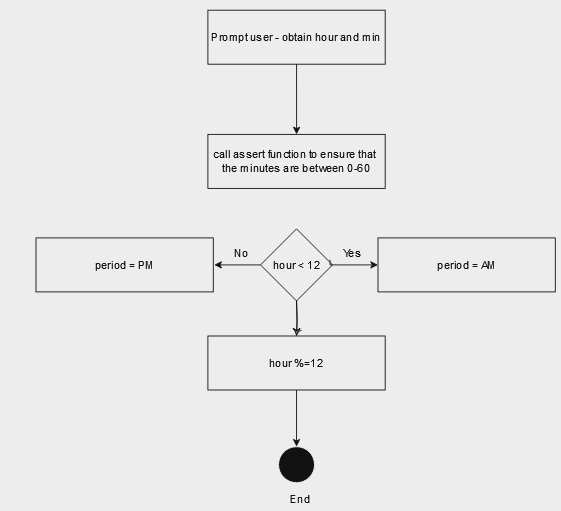 Prompt user - obtain hour and min
call assert function to ensure that
the minutes are between 0-60
No
Yes
period = PM
hour < 12
period = AM
hour %=12
End